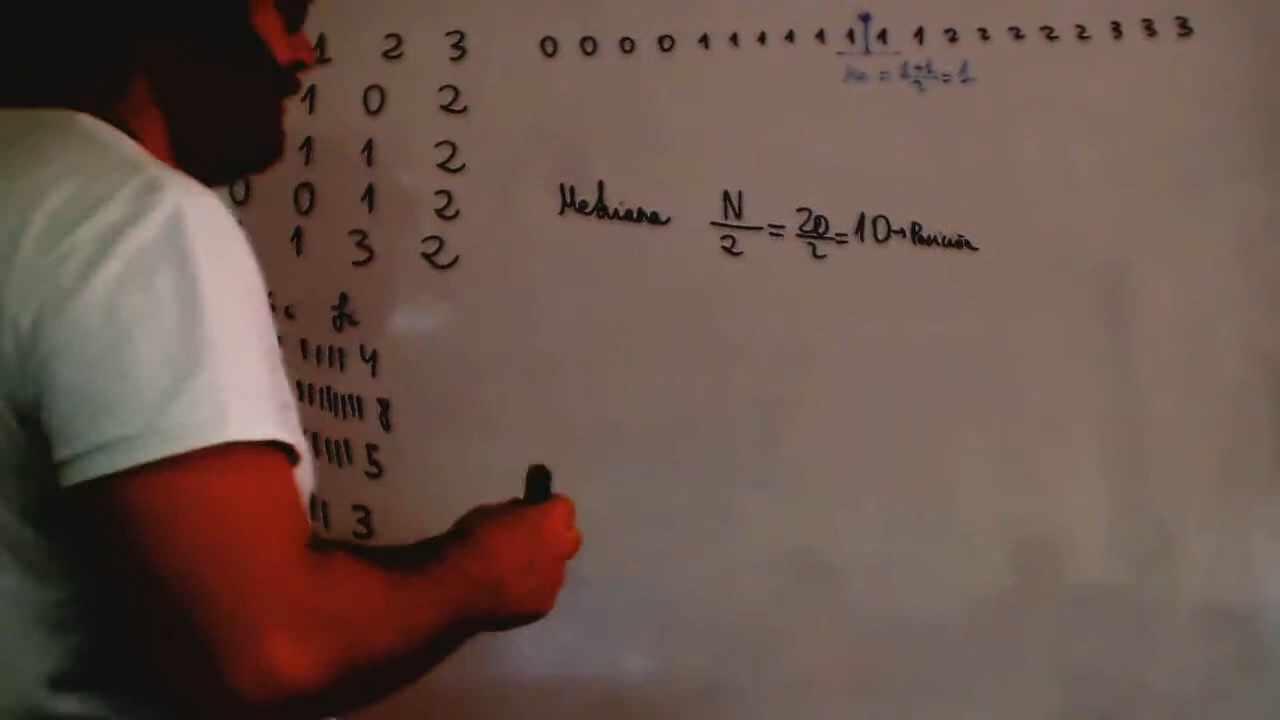 1 2 3
0 0 0 0 1 1 1 1 1 1 1 1 2 2 2 2 2 3 3 3
Me = 1+1/2 = 1
1 0 2
1 1 2
0 0 1 2
1 3 2
Mediana N/2 = 20/2 = 10 → Posición
fi
|||| 4
|||||||| 8
||||| 5
||| 3